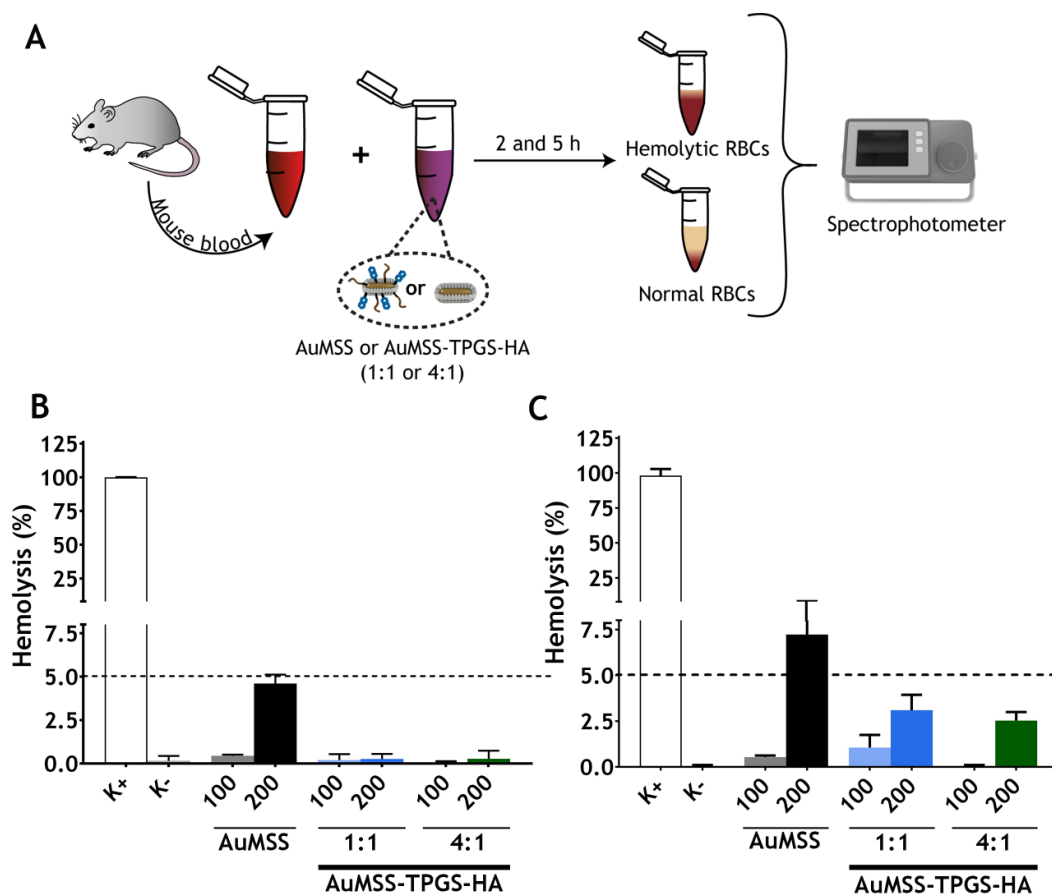 A
Mouse blood
+
2 and 5 h
Hemolytic RBCs
Normal RBCs
Spectrophotometer
or
AuMSS or AuMSS-TPGS-HA
(1:1 or 4:1)
B
Hemolysis (%)
125
100
75
50
25
7.5
5.0
2.5
0.0
K+
K-
100
200
100
200
100
200
AuMSS
1:1
4:1
AuMSS-TPGS-HA
C
Hemolysis (%)
125
100
75
50
25
7.5
5.0
2.5
0.0
K+
K-
100
200
100
200
100
200
AuMSS
1:1
4:1
AuMSS-TPGS-HA